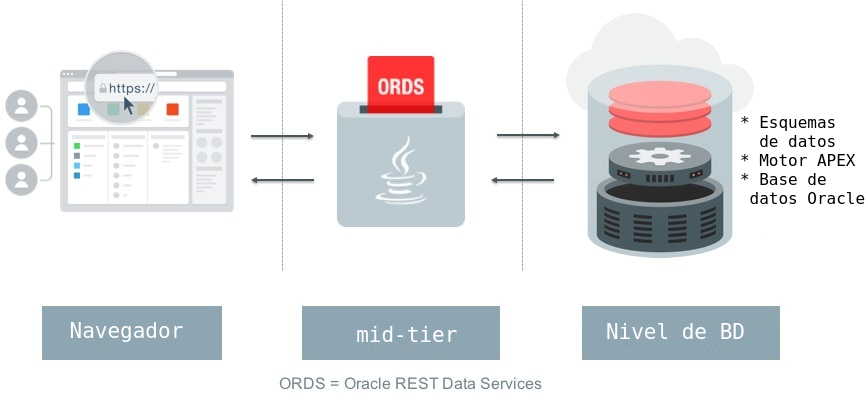 https://
ORDS
* Esquemas
de datos
* Motor APEX
* Base de
datos Oracle
Navegador
mid-tier
Nivel de BD
ORDS = Oracle REST Data Services